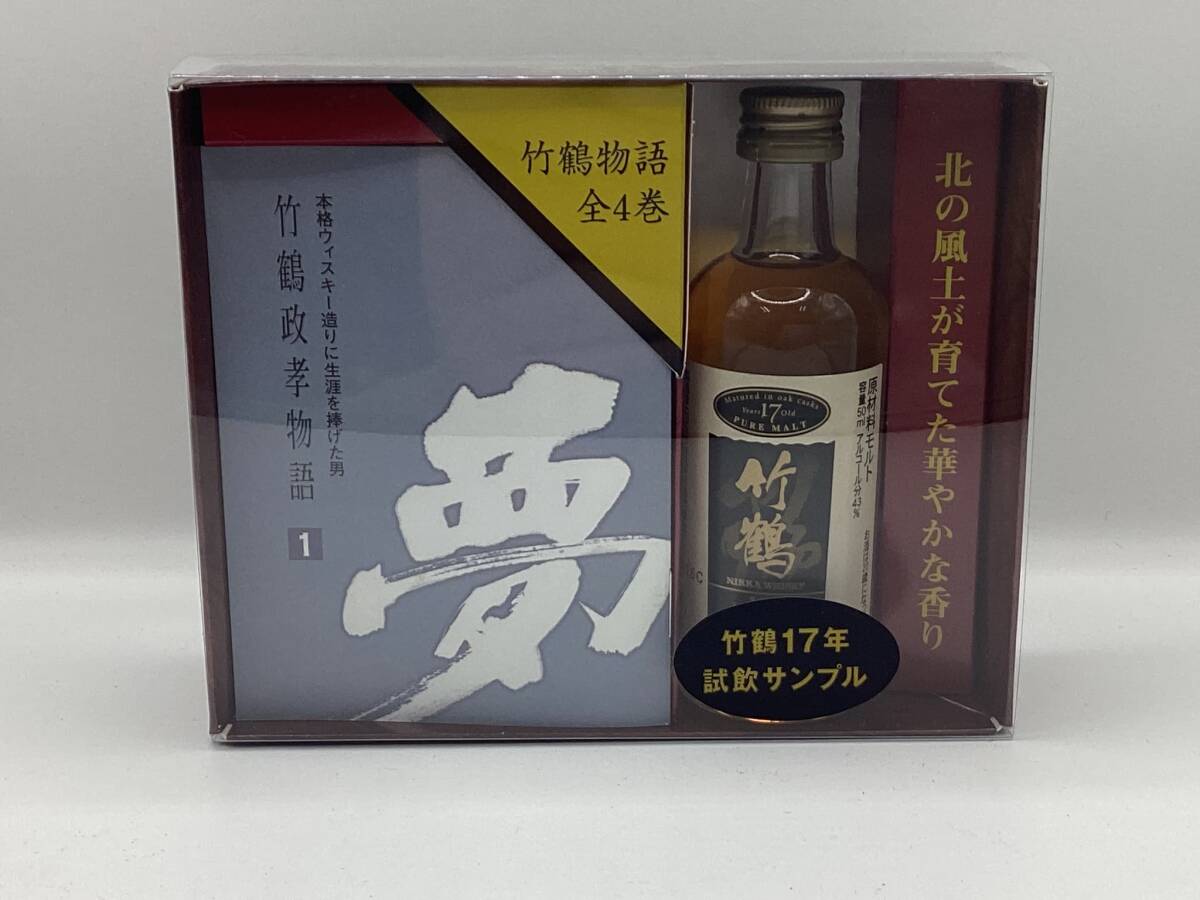 竹鶴物語
全4巻
本格ウィスキー造りに生涯を捧げた男
竹鶴政孝物語
1
夢
Matured in oak casks
Years 17 Old
PURE MALT
竹鶴
NIKKA WHISKY
原材料モルト
容量50ml アルコール分43%
竹鶴17年
試飲サンプル
北の風土が育てた華やかな香り